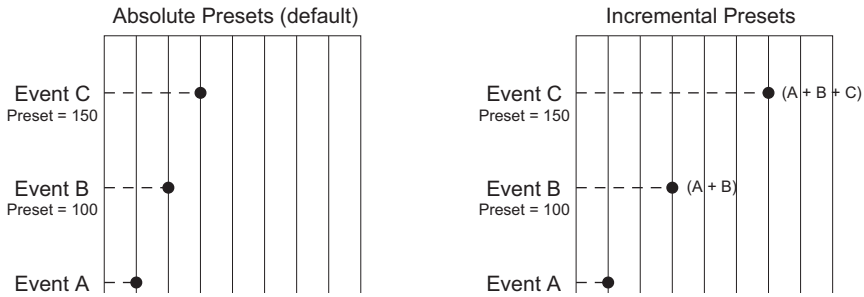 Absolute Presets (default)
Event C
Preset = 150
Event B
Preset = 100
Event A
Incremental Presets
Event C
Preset = 150
(A + B + C)
Event B
Preset = 100
(A + B)
Event A